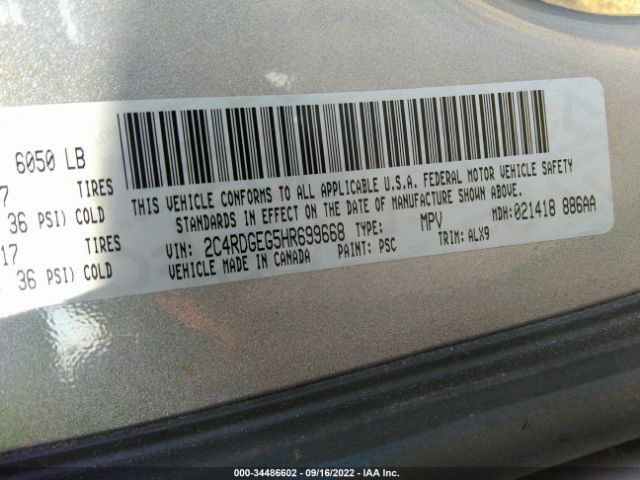 6050 LB
7 TIRES
36 PSI) COLD
17 TIRES
36 PSI) COLD
THIS VEHICLE CONFORMS TO ALL APPLICABLE U.S.A. FEDERAL MOTOR VEHICLE SAFETY
STANDARDS IN EFFECT ON THE DATE OF MANUFACTURE SHOWN ABOVE.
VIN: 2C4RDGEG5HR699668 TYPE: MPV MDH:021418 886AA
VEHICLE MADE IN CANADA PAINT: PSC TRIM: ALX9
000-34486602 - 09/16/2022 - IAA Inc.